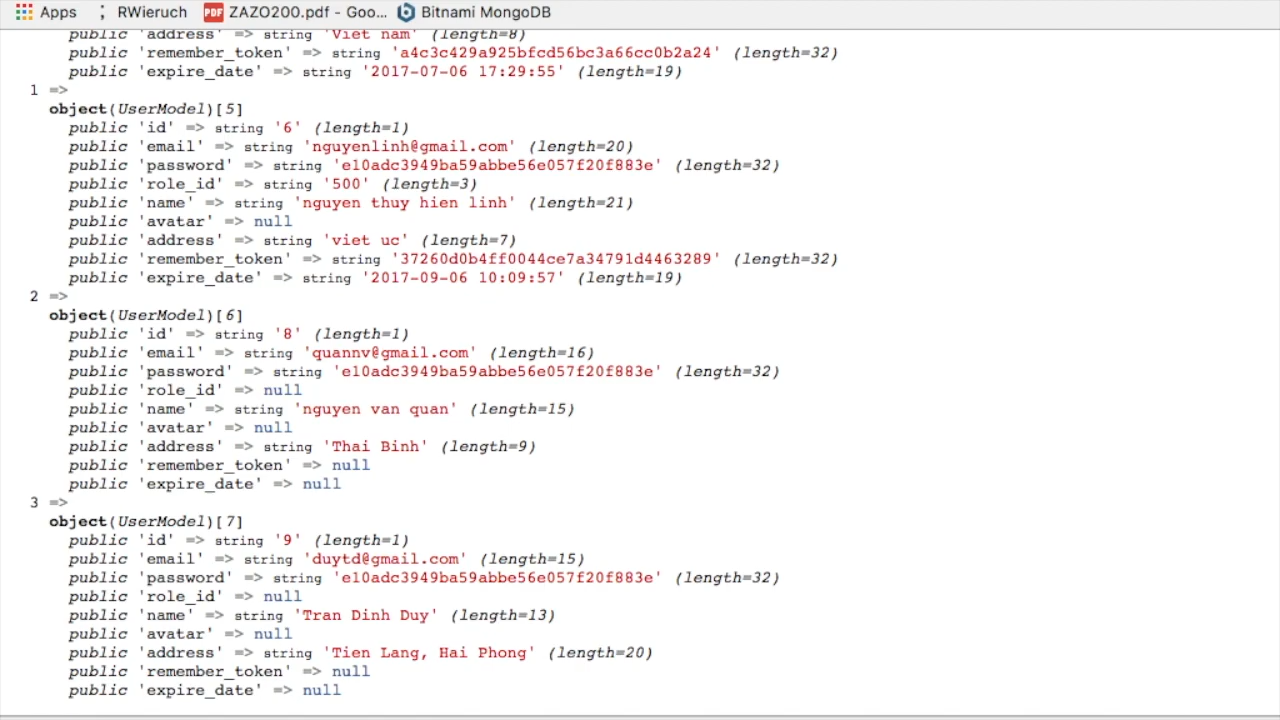 Apps ; RWieruch PDF ZAZO200.pdf - Goo... Bitnami MongoDB
public 'address' => string 'Viet nam' (length=8)
public 'remember_token' => string 'a4c3c429a925bfcd56bc3a66cc0b2a24' (length=32)
public 'expire_date' => string '2017-07-06 17:29:55' (length=19)
1 =>
object(UserModel)[5]
public 'id' => string '6' (length=1)
public 'email' => string 'nguyenlinh@gmail.com' (length=20)
public 'password' => string 'e10adc3949ba59abbe56e057f20f883e' (length=32)
public 'role_id' => string '500' (length=3)
public 'name' => string 'nguyen thuy hien linh' (length=21)
public 'avatar' => null
public 'address' => string 'viet uc' (length=7)
public 'remember_token' => string '37260d0b4ff0044ce7a34791d4463289' (length=32)
public 'expire_date' => string '2017-09-06 10:09:57' (length=19)
2 =>
object(UserModel)[6]
public 'id' => string '8' (length=1)
public 'email' => string 'quannv@gmail.com' (length=16)
public 'password' => string 'e10adc3949ba59abbe56e057f20f883e' (length=32)
public 'role_id' => null
public 'name' => string 'nguyen van quan' (length=15)
public 'avatar' => null
public 'address' => string 'Thai Binh' (length=9)
public 'remember_token' => null
public 'expire_date' => null
3 =>
object(UserModel)[7]
public 'id' => string '9' (length=1)
public 'email' => string 'duytd@gmail.com' (length=15)
public 'password' => string 'e10adc3949ba59abbe56e057f20f883e' (length=32)
public 'role_id' => null
public 'name' => string 'Tran Dinh Duy' (length=13)
public 'avatar' => null
public 'address' => string 'Tien Lang, Hai Phong' (length=20)
public 'remember_token' => null
public 'expire_date' => null